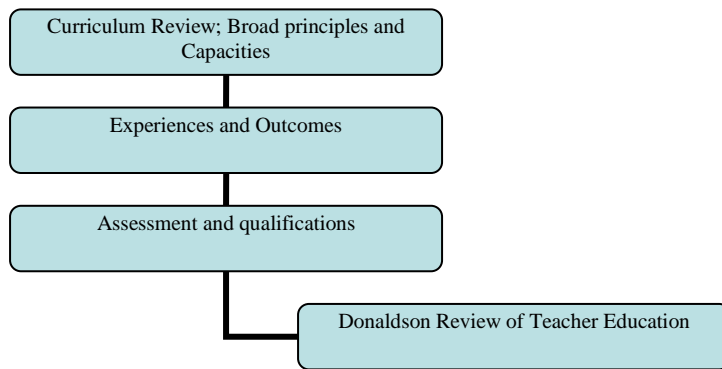 Curriculum Review; Broad principles and
Capacities
Experiences and Outcomes
Assessment and qualifications
Donaldson Review of Teacher Education